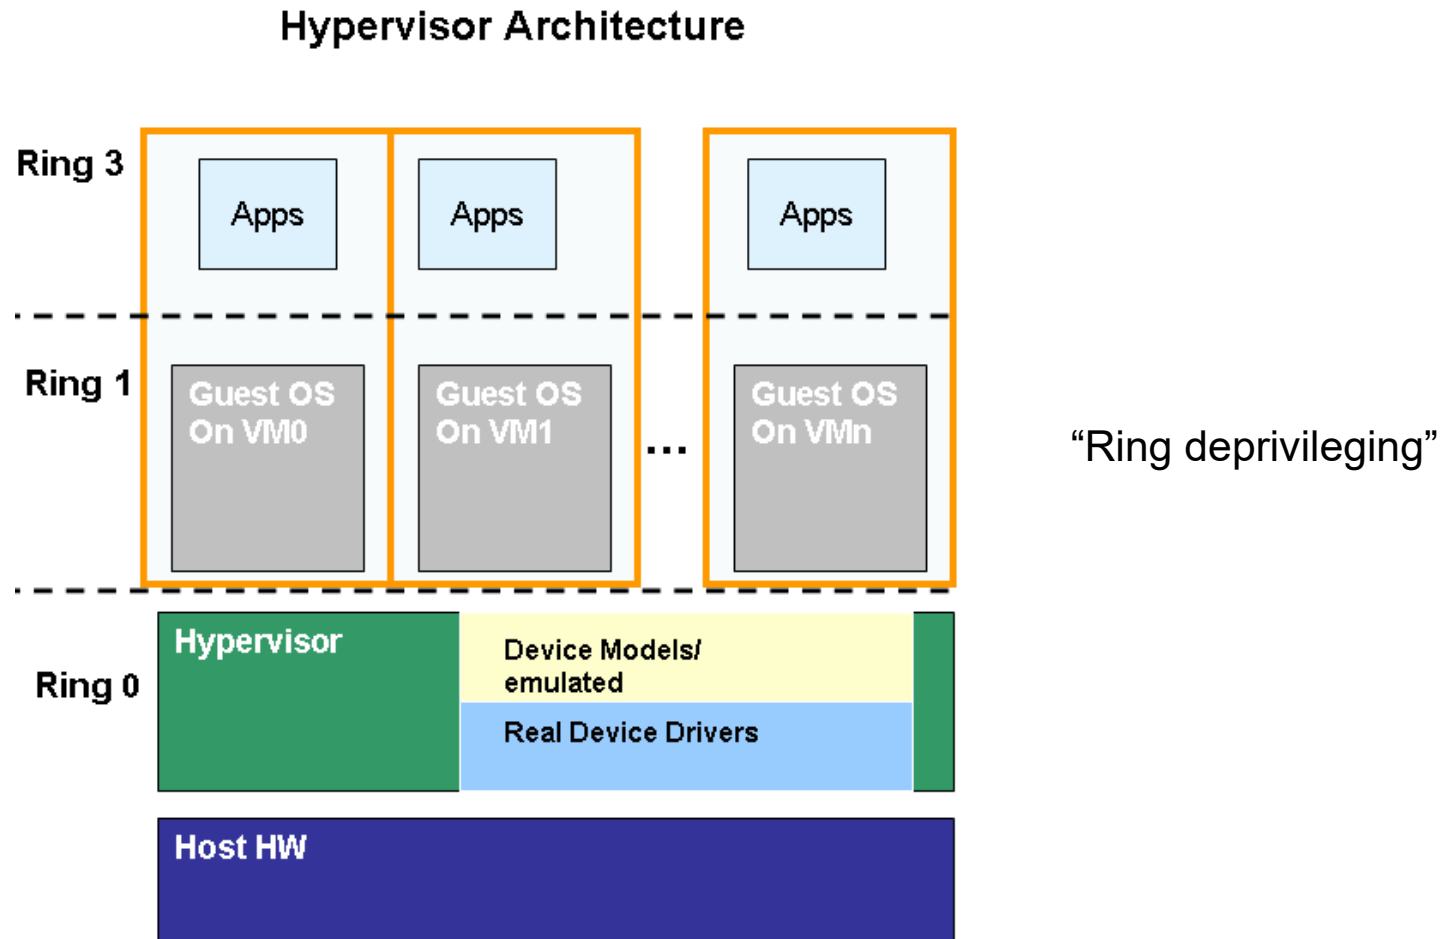 Hypervisor Architecture
Ring 3
Apps
Apps
Apps
Ring 1
Guest OS
On VM0
Guest OS
On VM1
...
Guest OS
On VMn
“Ring deprivileging”
Ring 0
Hypervisor
Device Models/
emulated
Real Device Drivers
Host HW